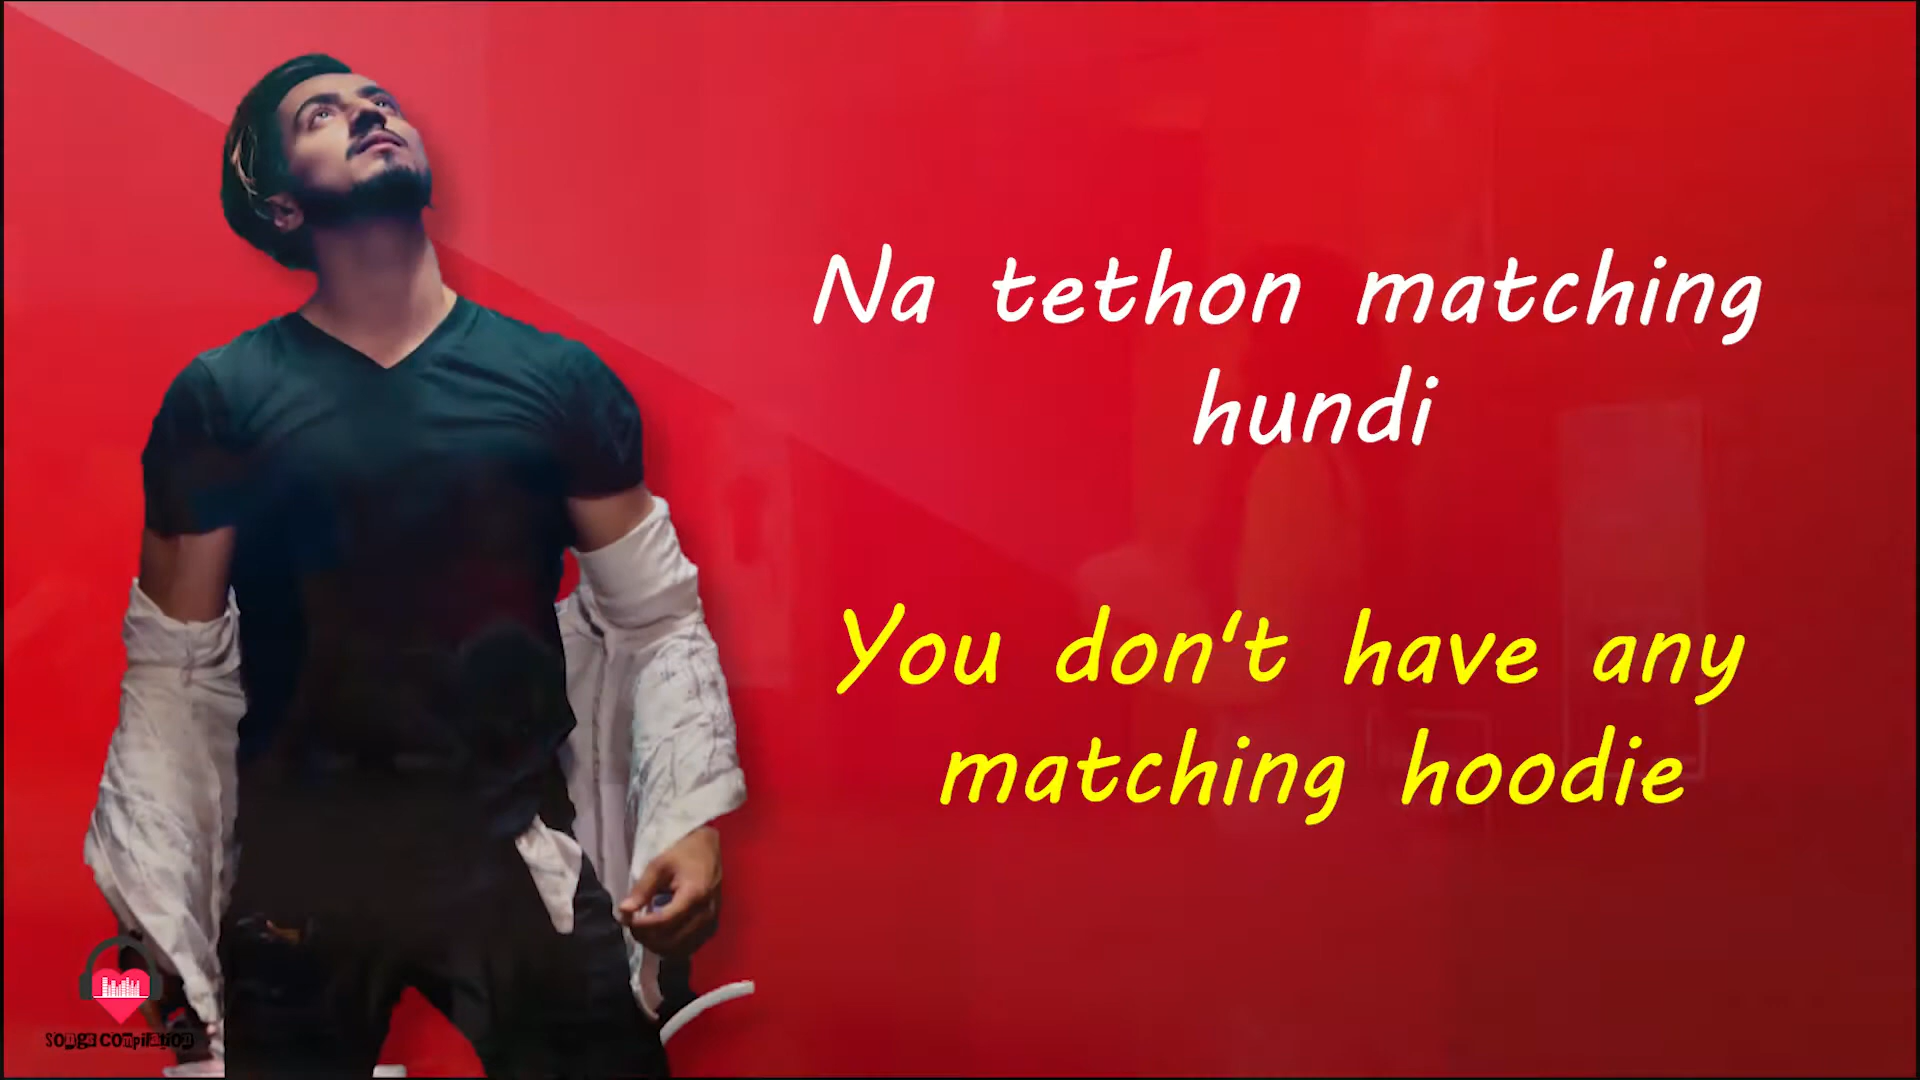 Na tethon matching
hundi
You don't have any
matching hoodie
Songs Compilation